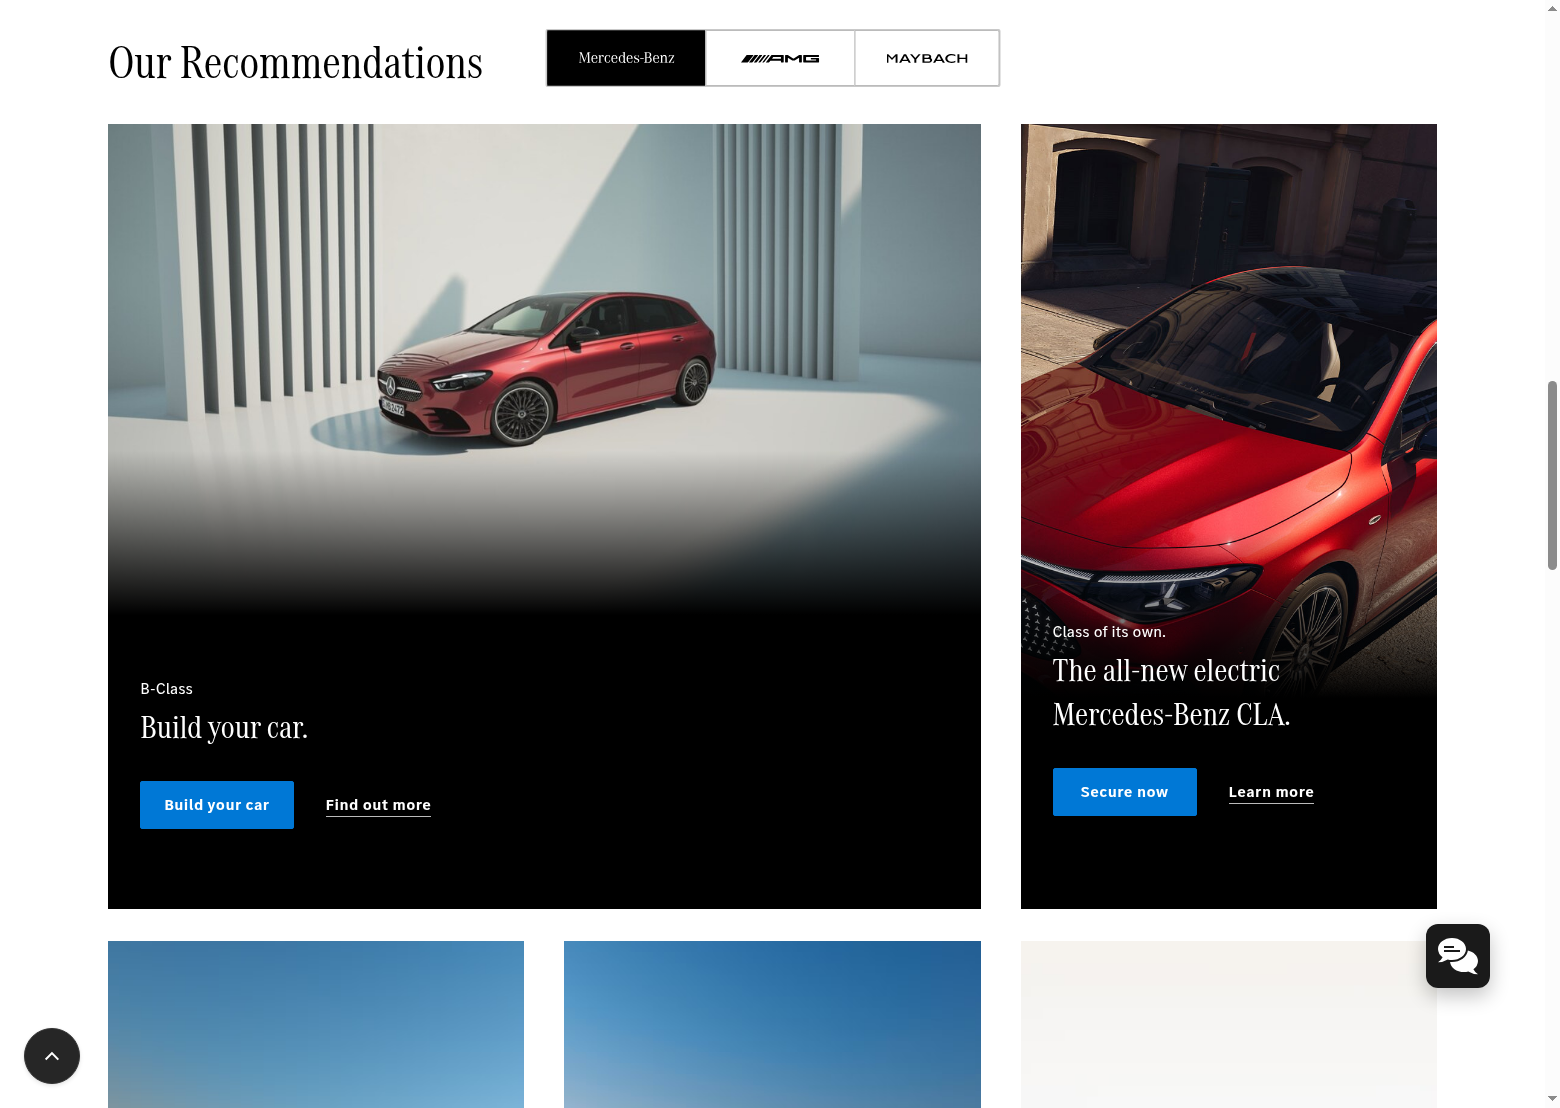 Our Recommendations
Mercedes-Benz
AMG
MAYBACH
B-Class
Build your car.
Build your car
Find out more
Class of its own.
The all-new electric
Mercedes-Benz CLA.
Secure now
Learn more